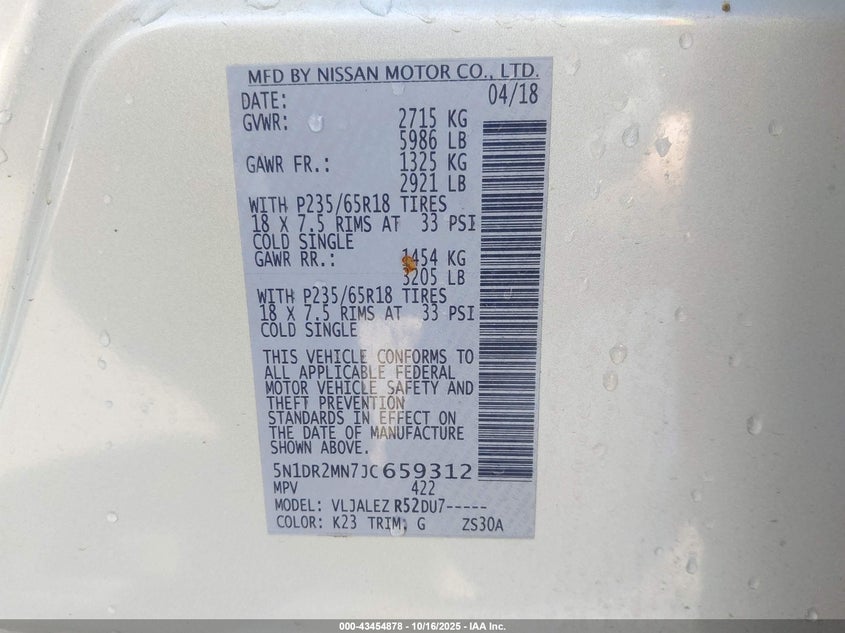 MFD BY NISSAN MOTOR CO., LTD.
DATE: 04/18
GVWR: 2715 KG
5986 LB
GAWR FR.: 1325 KG
2921 LB
WITH P235/65R18 TIRES
18 X 7.5 RIMS AT 33 PSI
COLD SINGLE
GAWR RR.: 1454 KG
3205 LB
WITH P235/65R18 TIRES
18 X 7.5 RIMS AT 33 PSI
COLD SINGLE
THIS VEHICLE CONFORMS TO
ALL APPLICABLE FEDERAL
MOTOR VEHICLE SAFETY AND
THEFT PREVENTION
STANDARDS IN EFFECT ON
THE DATE OF MANUFACTURE
SHOWN ABOVE.
5N1DR2MN7JC659312
MPV 422
MODEL: VLJALEZ R52DU7-----
COLOR: K23 TRIM: G ZS30A
000-43454878 - 10/16/2025 - IAA Inc.